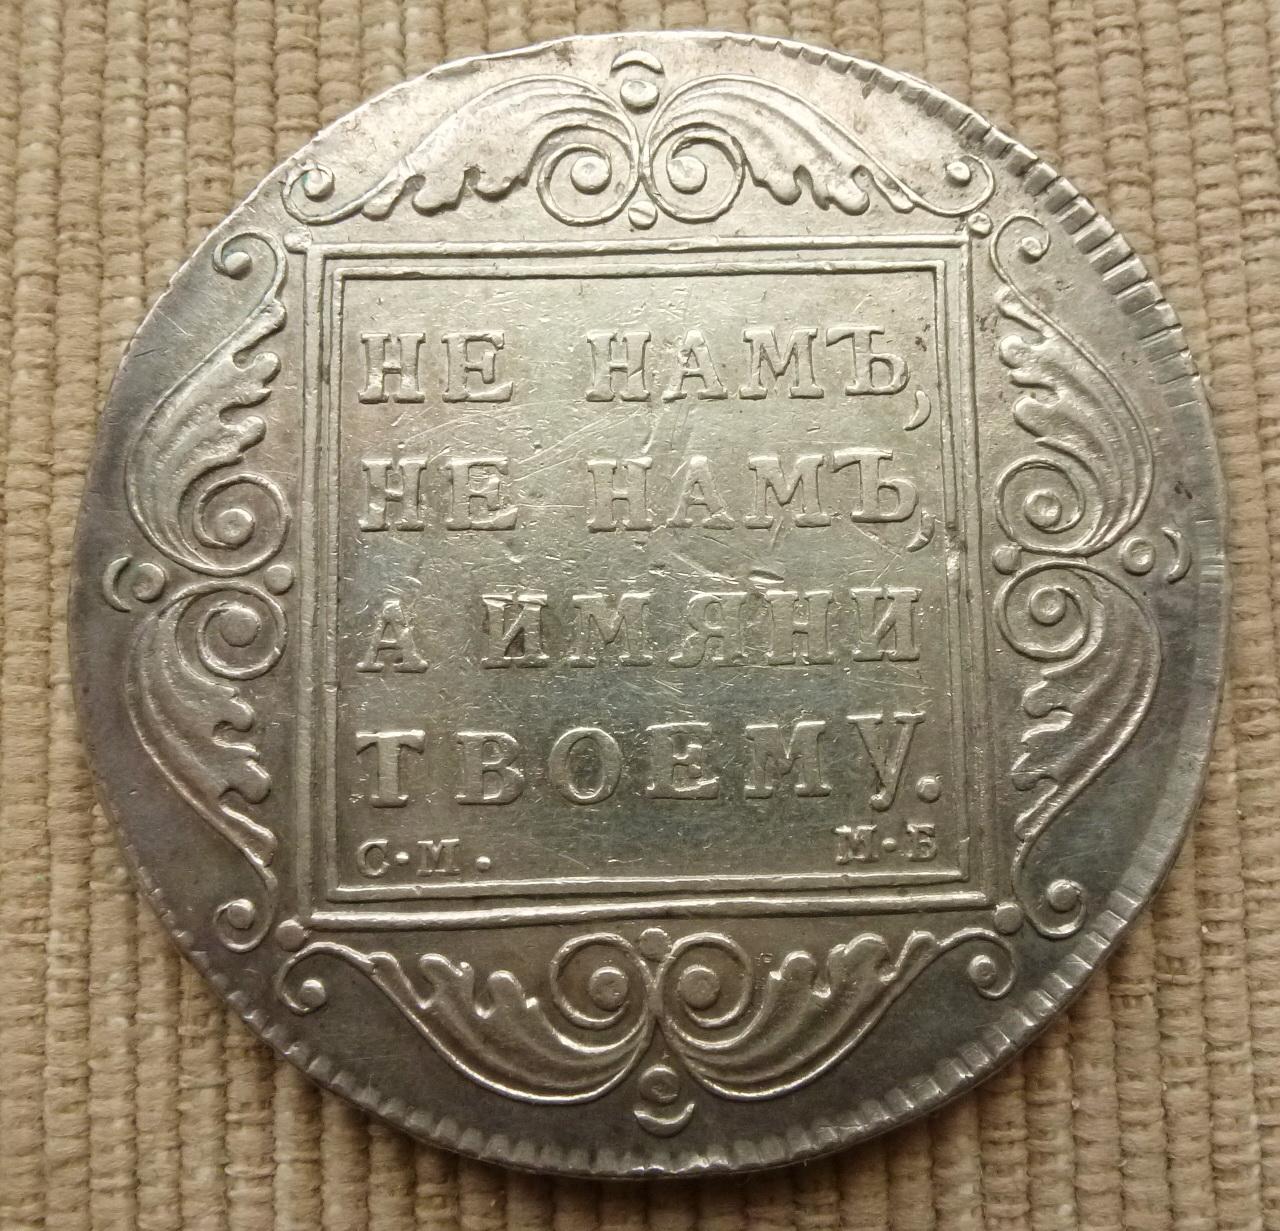 НЕ НАМЪ,
НЕ НАМЪ,
А ИМЯНИ
ТВОЕМУ.
С·М. М·Б